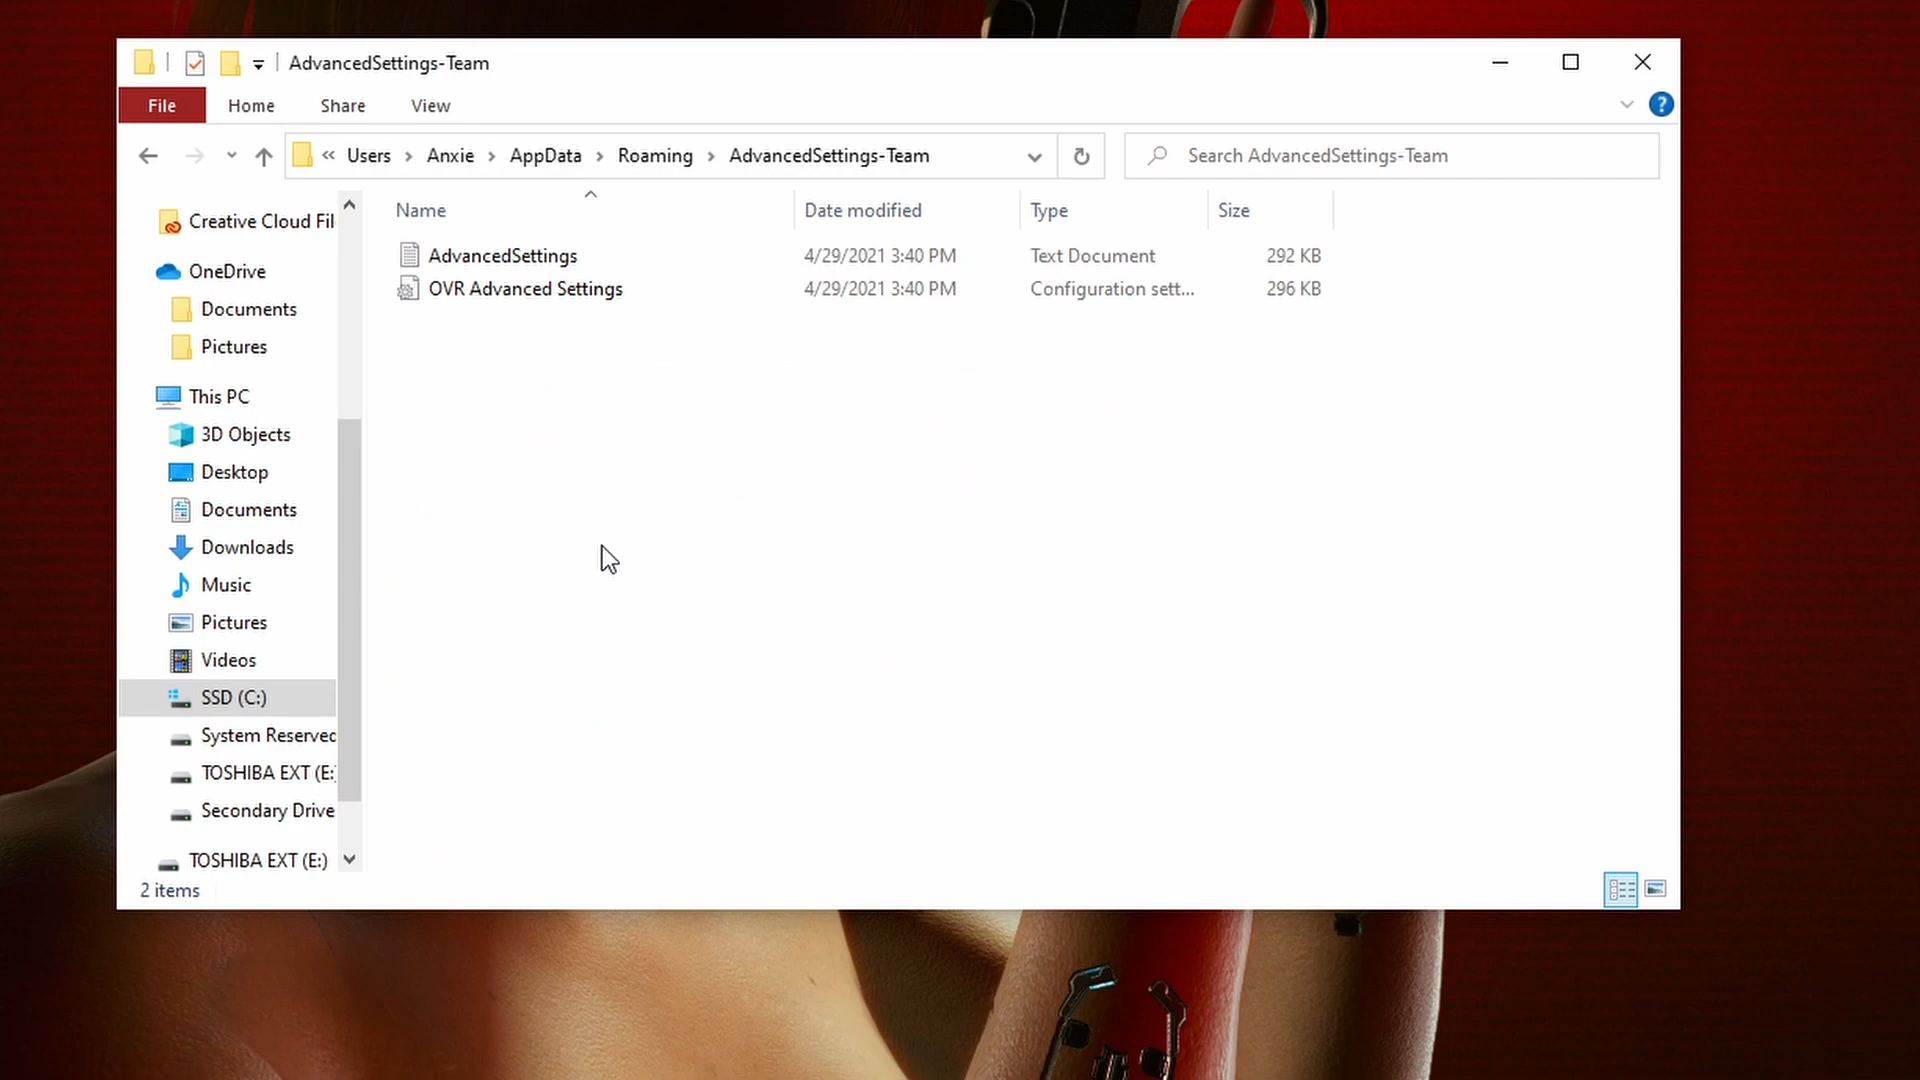 AdvancedSettings-Team
File Home Share View
« Users > Anxie > AppData > Roaming > AdvancedSettings-Team
Search AdvancedSettings-Team
Name Date modified Type Size
AdvancedSettings 4/29/2021 3:40 PM Text Document 292 KB
OVR Advanced Settings 4/29/2021 3:40 PM Configuration sett... 296 KB
Creative Cloud Fil
OneDrive
Documents
Pictures
This PC
3D Objects
Desktop
Documents
Downloads
Music
Pictures
Videos
SSD (C:)
System Reserved
TOSHIBA EXT (E:)
Secondary Drive
TOSHIBA EXT (E:)
2 items